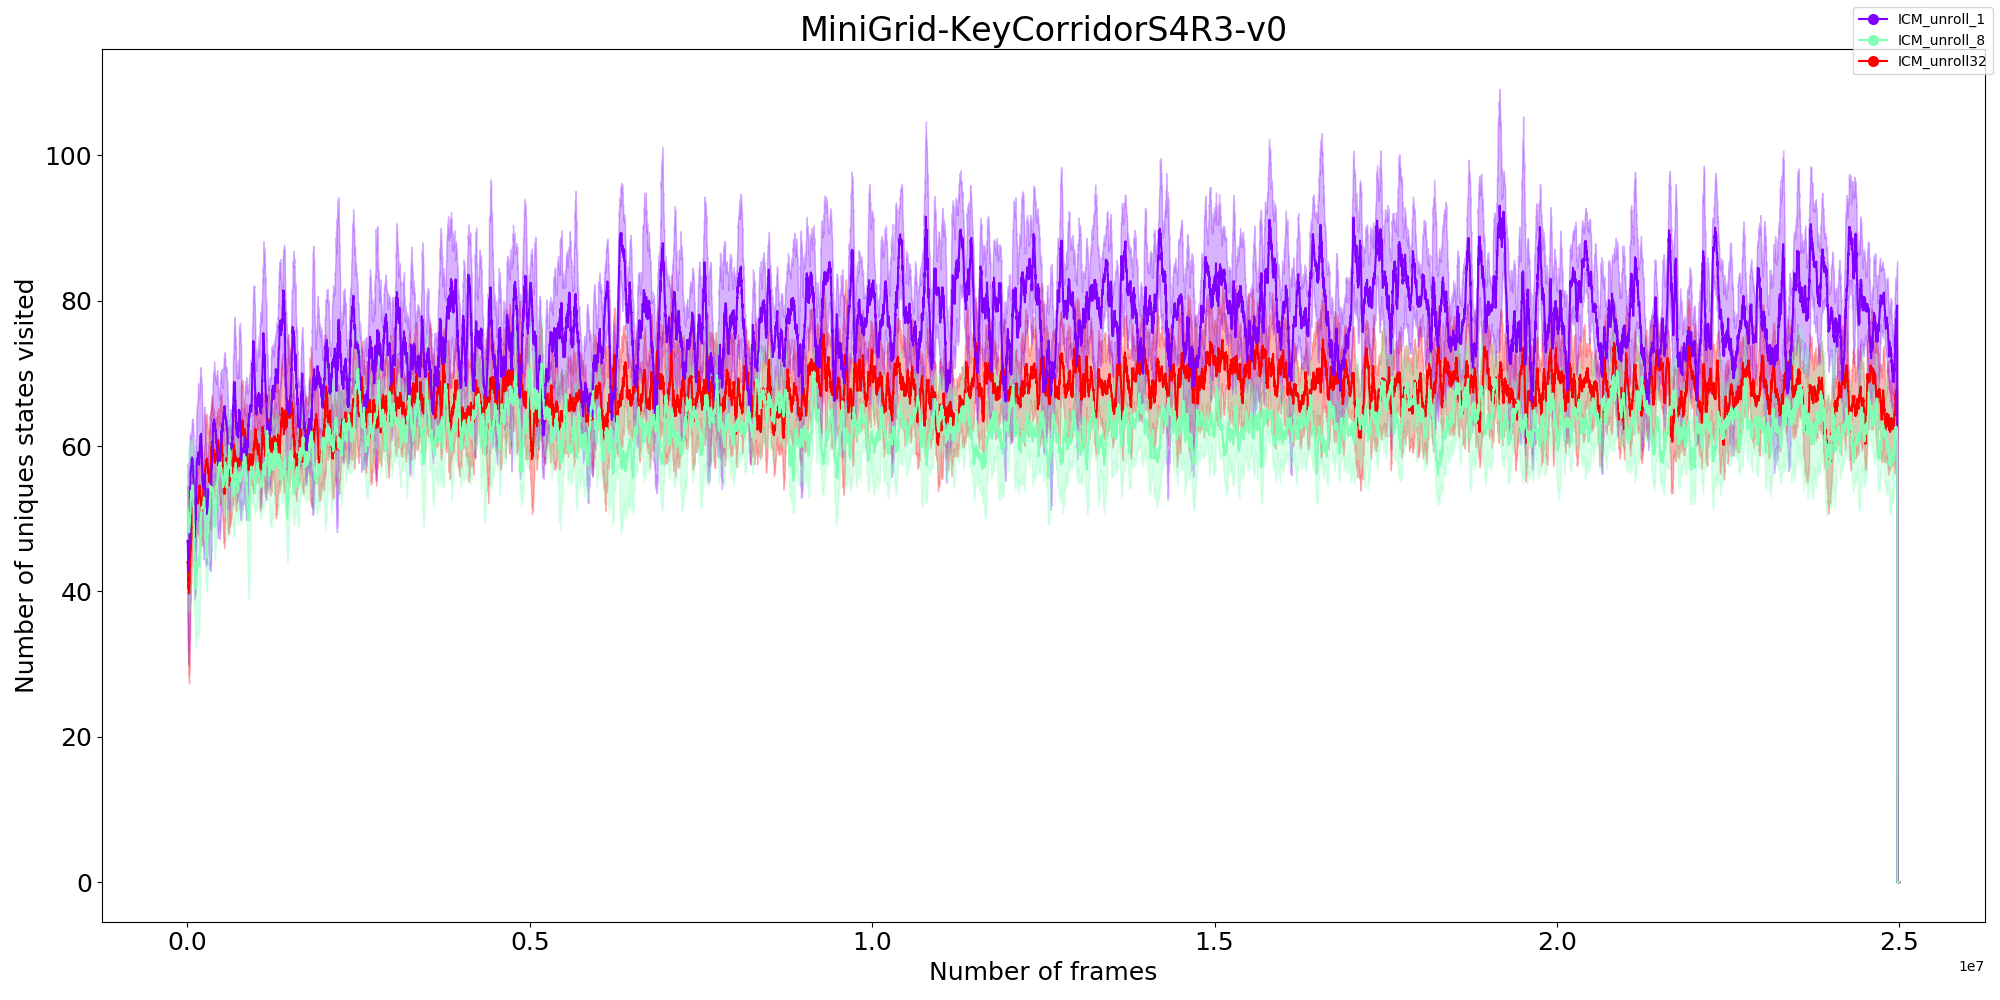 MiniGrid-KeyCorridorS4R3-v0
ICM_unroll_1
ICM_unroll_8
ICM_unroll32
Number of uniques states visited
100
80
60
40
20
0
0.0 0.5 1.0 1.5 2.0 2.5
1e7
Number of frames